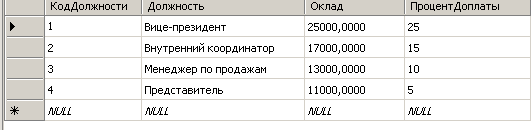 КодДолжности Должность Оклад ПроцентДоплаты
1 Вице-президент 25000,0000 25
2 Внутренний координатор 17000,0000 15
3 Менеджер по продажам 13000,0000 10
4 Представитель 11000,0000 5
NULL NULL NULL NULL